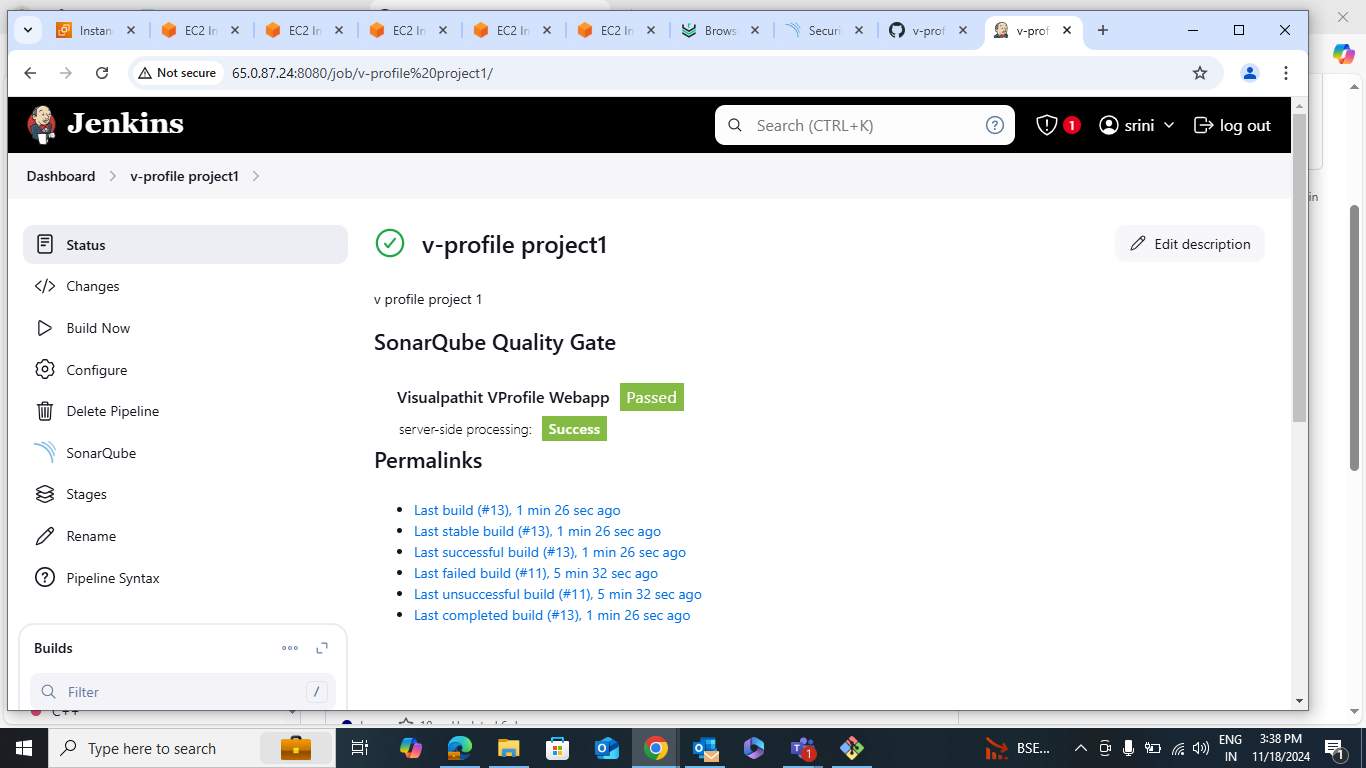 Instan
EC2 In
EC2 In
EC2 In
EC2 In
EC2 In
Brows
Securi
v-prof
v-prof
Not secure
65.0.87.24:8080/job/v-profile%20project1/
Jenkins
Search (CTRL+K)
1
srini
log out
Dashboard
v-profile project1
in
Status
Changes
Build Now
Configure
Delete Pipeline
SonarQube
Stages
Rename
Pipeline Syntax
Builds
Filter
/
v-profile project1
Edit description
v profile project 1
SonarQube Quality Gate
Visualpathit VProfile Webapp Passed
server-side processing: Success
Permalinks
Last build (#13), 1 min 26 sec ago
Last stable build (#13), 1 min 26 sec ago
Last successful build (#13), 1 min 26 sec ago
Last failed build (#11), 5 min 32 sec ago
Last unsuccessful build (#11), 5 min 32 sec ago
Last completed build (#13), 1 min 26 sec ago
C++
Type here to search
1
BSE...
ENG
IN
3:38 PM
11/18/2024
1